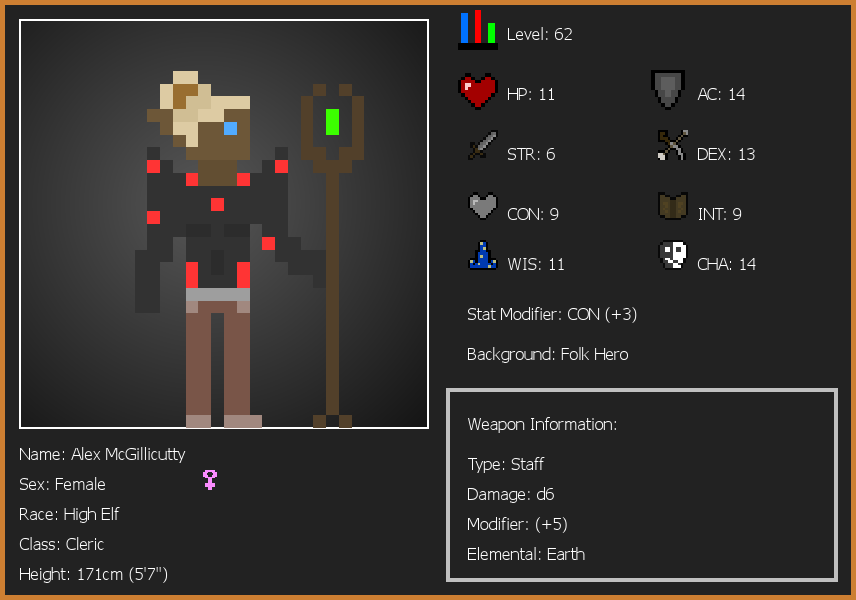 Level: 62
HP: 11
AC: 14
STR: 6
DEX: 13
CON: 9
INT: 9
WIS: 11
CHA: 14
Stat Modifier: CON (+3)
Background: Folk Hero
Weapon Information:
Type: Staff
Damage: d6
Modifier: (+5)
Elemental: Earth
Name: Alex McGillicutty
Sex: Female
Race: High Elf
Class: Cleric
Height: 171cm (5'7")